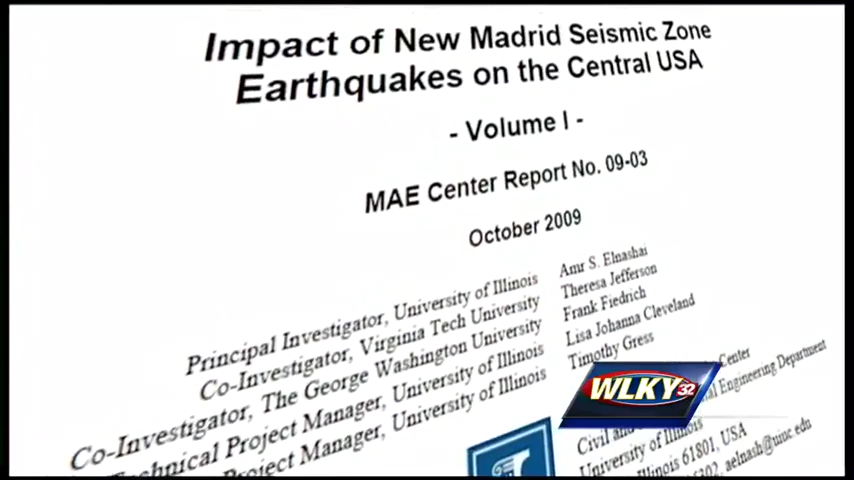 Impact of New Madrid Seismic Zone
Earthquakes on the Central USA
- Volume I -
MAE Center Report No. 09-03
October 2009
Principal Investigator, University of Illinois
Co-Investigator, Virginia Tech University
Co-Investigator, The George Washington University
Technical Project Manager, University of Illinois
Project Manager, University of Illinois
Amr S. Elnashai
Theresa Jefferson
Frank Fiedrich
Lisa Johanna Cleveland
Timothy Gress
Center
Engineering Department
Civil and
University of Illinois
Illinois 61801, USA
aelnash@uiuc.edu
WLKY 32